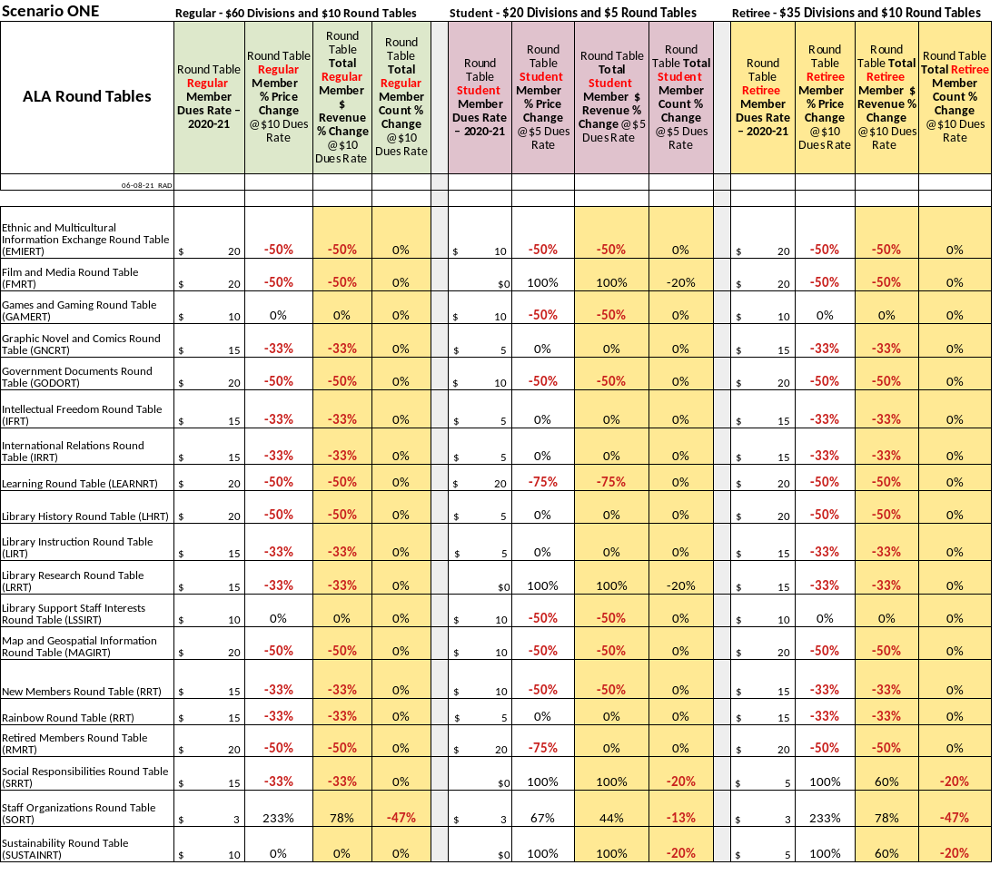 Scenario ONE Regular - $60 Divisions and $10 Round Tables Student - $20 Divisions and $5 Round Tables Retiree - $35 Divisions and $10 Round Tables
ALA Round Tables
Round Table
Regular
Member
Dues Rate –
2020-21
Round Table
Regular
Member
% Price
Change
@$10 Dues
Rate
Round
Table
Total
Regular
Member
$
Revenue
% Change
@$10
Dues Rate
Round
Table
Total
Regular
Member
Count %
Change
@$10
Dues Rate
Round
Table
Student
Member
Dues Rate
– 2020-21
Round
Table
Student
Member
% Price
Change
@$5 Dues
Rate
Round Table
Total
Student
Member $
Revenue %
Change @$5
Dues Rate
Round
Table Total
Student
Member
Count %
Change
@$5 Dues
Rate
Round
Table
Retiree
Member
Dues Rate
– 2020-21
Round
Table
Retiree
Member
% Price
Change
@$10
Dues Rate
Round
Table Total
Retiree
Member $
Revenue %
Change
@$10 Dues
Rate
Round Table
Total Retiree
Member
Count %
Change
@$10 Dues
Rate
06-08-21 RAD
Ethnic and Multicultural
Information Exchange Round Table
(EMIERT) $ 20 -50% -50% 0% $ 10 -50% -50% 0% $ 20 -50% -50% 0%
Film and Media Round Table
(FMRT) $ 20 -50% -50% 0% $0 100% 100% -20% $ 20 -50% -50% 0%
Games and Gaming Round Table
(GAMERT) $ 10 0% 0% 0% $ 10 -50% -50% 0% $ 10 0% 0% 0%
Graphic Novel and Comics Round
Table (GNCRT) $ 15 -33% -33% 0% $ 5 0% 0% 0% $ 15 -33% -33% 0%
Government Documents Round
Table (GODORT) $ 20 -50% -50% 0% $ 10 -50% -50% 0% $ 20 -50% -50% 0%
Intellectual Freedom Round Table
(IFRT) $ 15 -33% -33% 0% $ 5 0% 0% 0% $ 15 -33% -33% 0%
International Relations Round
Table (IRRT) $ 15 -33% -33% 0% $ 5 0% 0% 0% $ 15 -33% -33% 0%
Learning Round Table (LEARNRT) $ 20 -50% -50% 0% $ 20 -75% -75% 0% $ 20 -50% -50% 0%
Library History Round Table (LHRT) $ 20 -50% -50% 0% $ 5 0% 0% 0% $ 20 -50% -50% 0%
Library Instruction Round Table
(LIRT) $ 15 -33% -33% 0% $ 5 0% 0% 0% $ 15 -33% -33% 0%
Library Research Round Table
(LRRT) $ 15 -33% -33% 0% $0 100% 100% -20% $ 15 -33% -33% 0%
Library Support Staff Interests
Round Table (LSSIRT) $ 10 0% 0% 0% $ 10 -50% -50% 0% $ 10 0% 0% 0%
Map and Geospatial Information
Round Table (MAGIRT) $ 20 -50% -50% 0% $ 10 -50% -50% 0% $ 20 -50% -50% 0%
New Members Round Table (RRT) $ 15 -33% -33% 0% $ 10 -50% -50% 0% $ 15 -33% -33% 0%
Rainbow Round Table (RRT) $ 15 -33% -33% 0% $ 5 0% 0% 0% $ 15 -33% -33% 0%
Retired Members Round Table
(RMRT) $ 20 -50% -50% 0% $ 20 -75% 0% 0% $ 20 -50% -50% 0%
Social Responsibilities Round Table
(SRRT) $ 15 -33% -33% 0% $0 100% 100% -20% $ 5 100% 60% -20%
Staff Organizations Round Table
(SORT) $ 3 233% 78% -47% $ 3 67% 44% -13% $ 3 233% 78% -47%
Sustainability Round Table
(SUSTAINRT) $ 10 0% 0% 0% $0 100% 100% -20% $ 5 100% 60% -20%